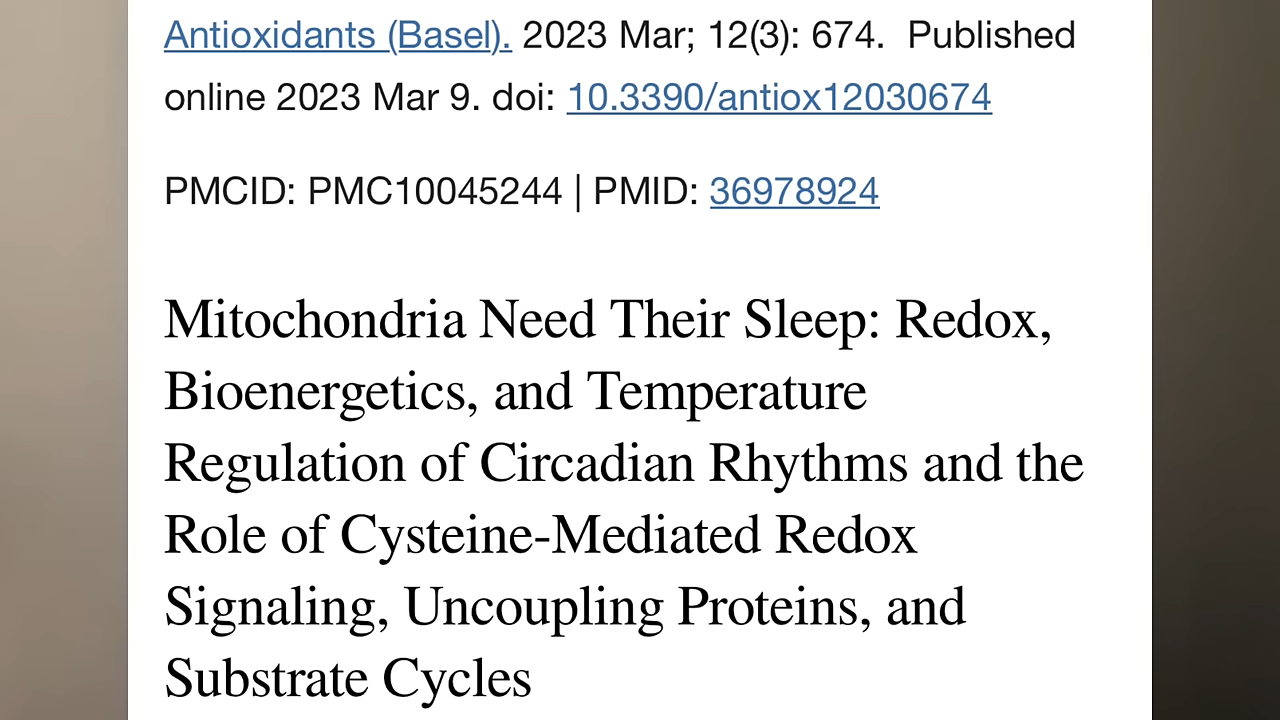 Antioxidants (Basel). 2023 Mar; 12(3): 674.  Published
online 2023 Mar 9. doi: 10.3390/antiox12030674
PMCID: PMC10045244 | PMID: 36978924
Mitochondria Need Their Sleep: Redox,
Bioenergetics, and Temperature
Regulation of Circadian Rhythms and the
Role of Cysteine-Mediated Redox
Signaling, Uncoupling Proteins, and
Substrate Cycles